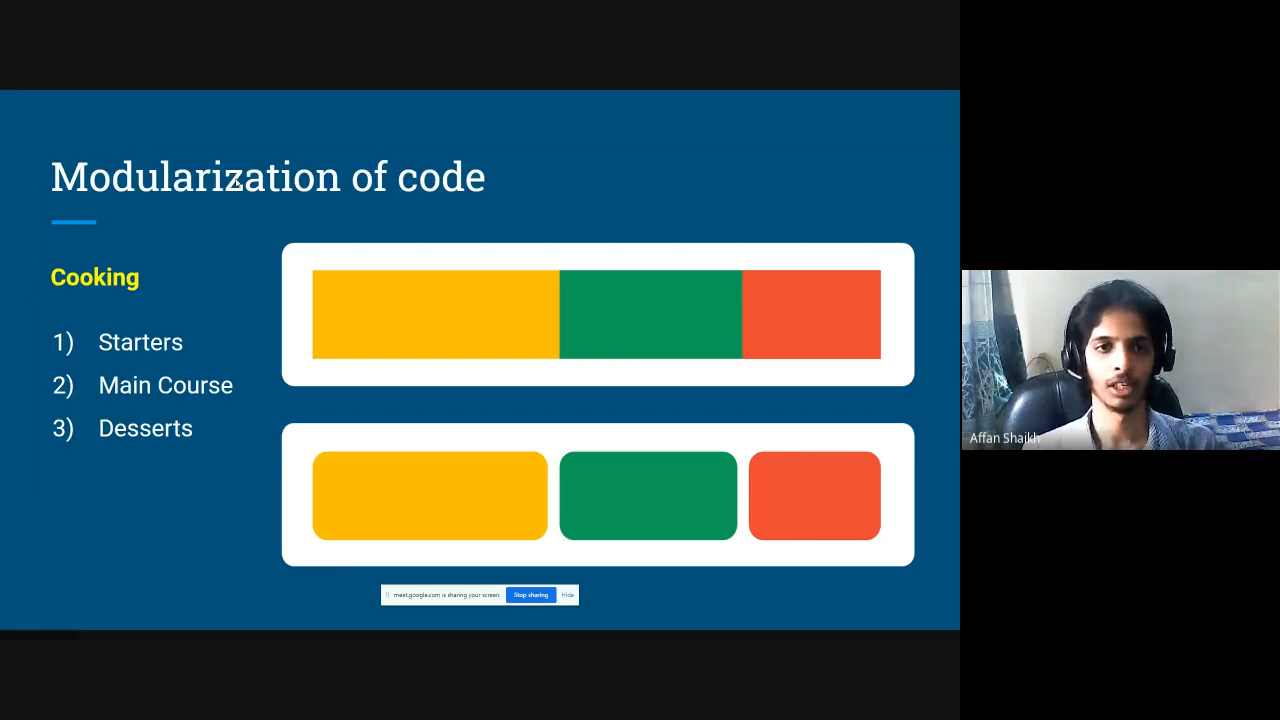 Modularization of code
Cooking
1) Starters
2) Main Course
3) Desserts
meet.google.com is sharing your screen. Stop sharing Hide
Affan Shaikh